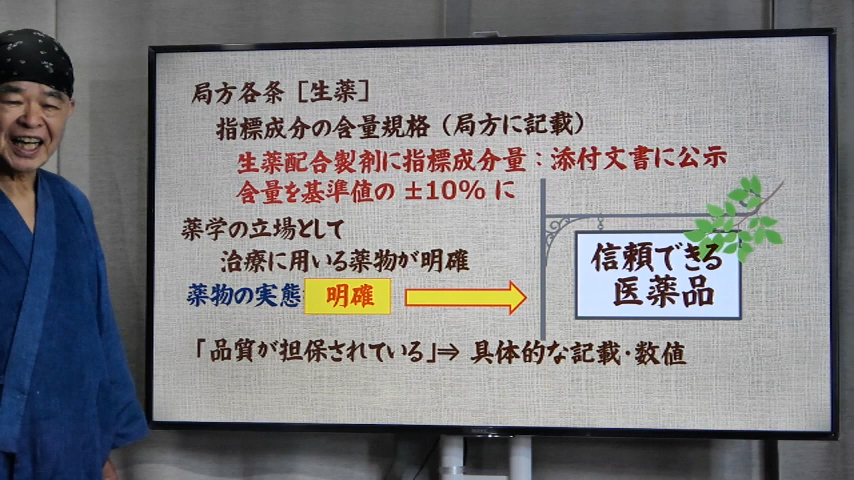 局方各条［生薬］
指標成分の含量規格（局方に記載）
生薬配合製剤に指標成分量：添付文書に公示
含量を基準値の ±10% に
薬学の立場として
治療に用いる薬物が明確
薬物の実態 明確
信頼できる
医薬品
「品質が担保されている」⇒ 具体的な記載・数値